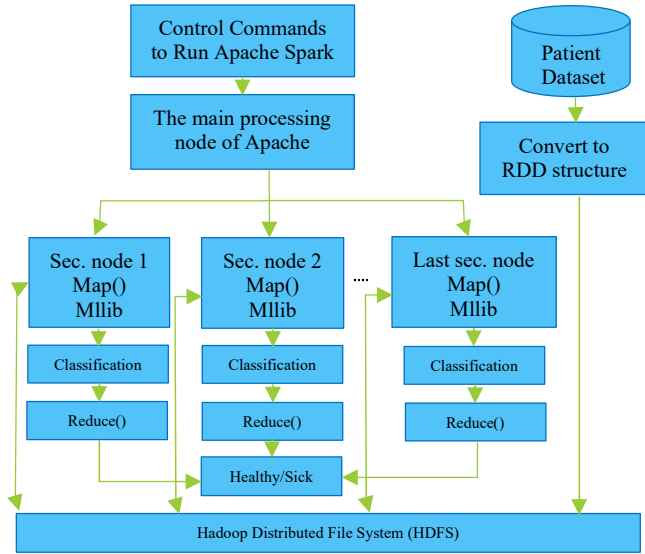 Control Commands
to Run Apache Spark
Patient
Dataset
The main processing
node of Apache
Convert to
RDD structure
Sec. node 1
Map()
Mllib
Sec. node 2
Map()
Mllib
....
Last sec. node
Map()
Mllib
Classification
Classification
Classification
Reduce()
Reduce()
Reduce()
Healthy/Sick
Hadoop Distributed File System (HDFS)